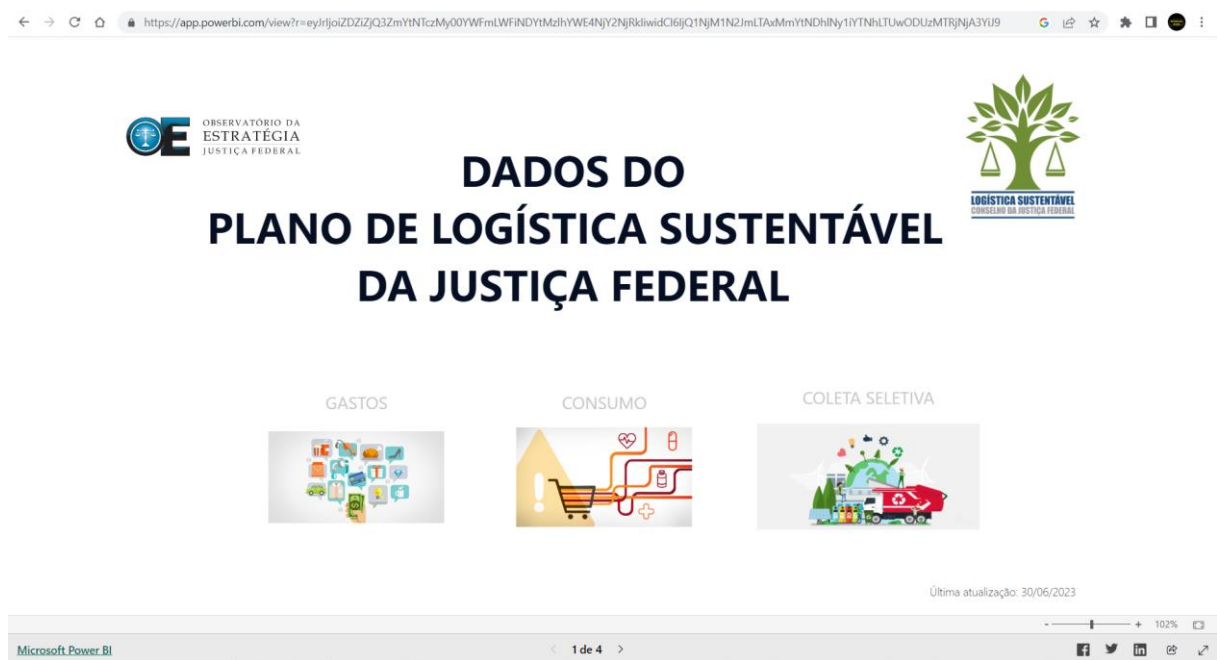 https://app.powerbi.com/view?r=eyJrIjoiZDZiZjQ3ZmYtNTczMy00YWFmLWFiNDYtMzlhYWE4NjY2NjRkIiwidCI6IjQ1NjM1N2JmLTAxMmYtNDhlNy1iYTNhLTUwODUzMTRjNjA3YiJ9
OBSERVATÓRIO DA
ESTRATÉGIA
JUSTIÇA FEDERAL
LOGÍSTICA SUSTENTÁVEL
CONSELHO DA JUSTIÇA FEDERAL
DADOS DO
PLANO DE LOGÍSTICA SUSTENTÁVEL
DA JUSTIÇA FEDERAL
GASTOS
CONSUMO
COLETA SELETIVA
Última atualização: 30/06/2023
- + 102%
Microsoft Power BI
1 de 4